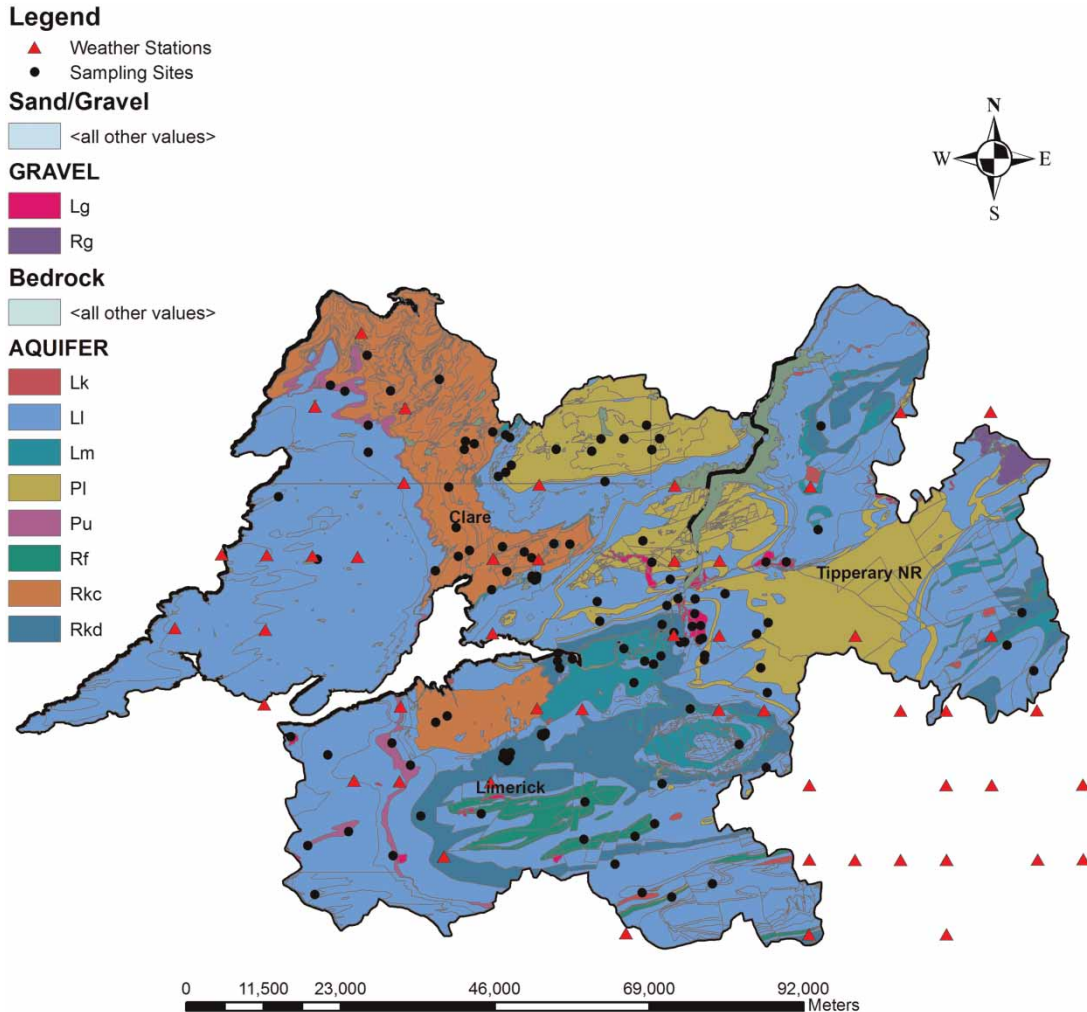 Legend
Weather Stations
Sampling Sites
Sand/Gravel
<all other values>
GRAVEL
Lg
Rg
Bedrock
<all other values>
AQUIFER
Lk
Ll
Lm
Pl
Pu
Rf
Rkc
Rkd
N
W E
S
Clare
Tipperary NR
Limerick
0 11,500 23,000 46,000 69,000 92,000
Meters